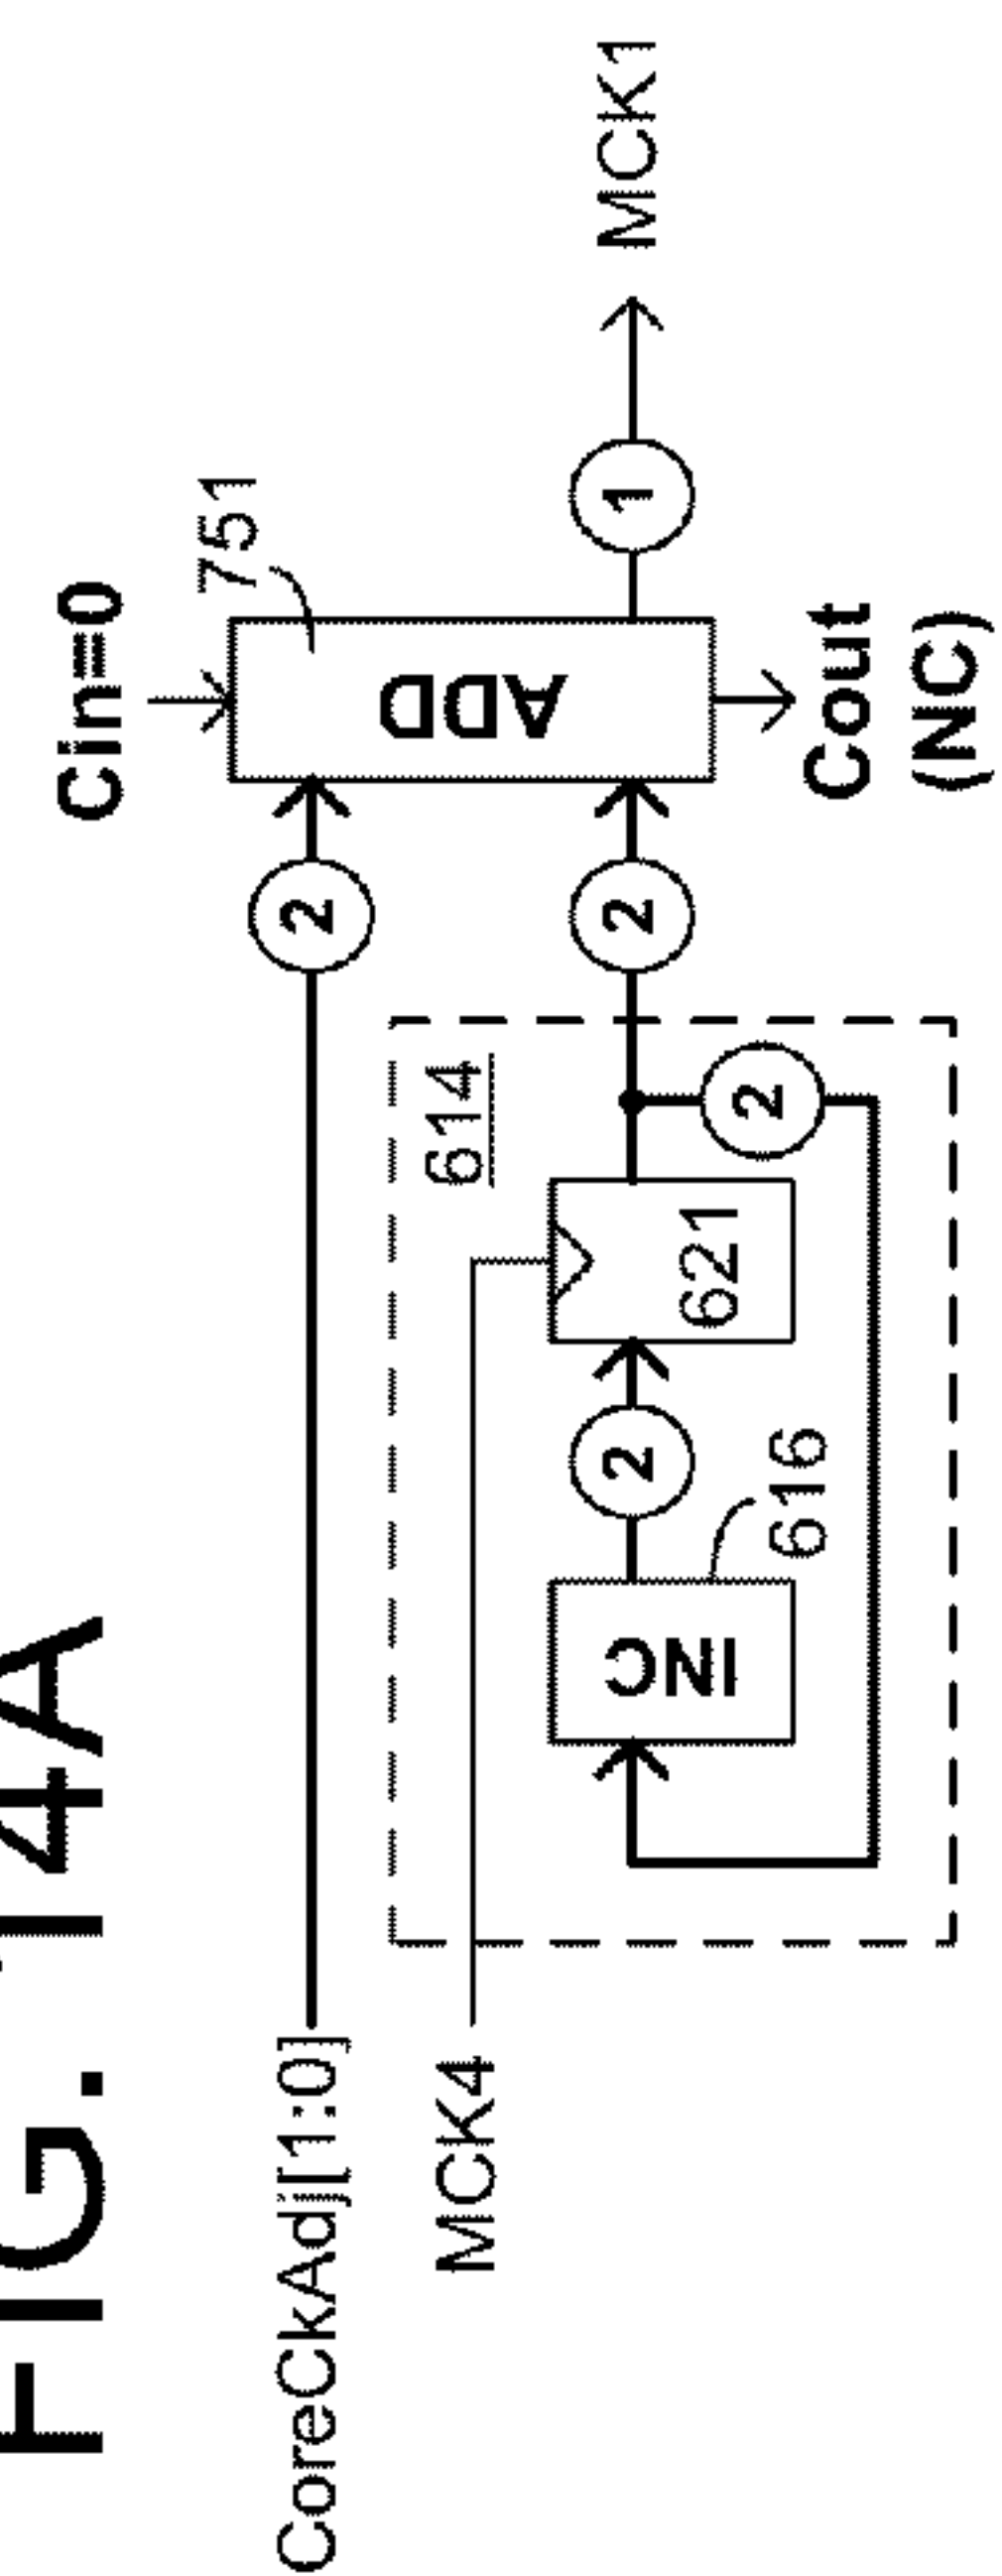 FIG. 14A
Cin=0
751
CoreCkAdj[1:0]
2
ADD
MCK4
614
2
1
MCK1
INC
2
621
616
2
Cout
(NC)